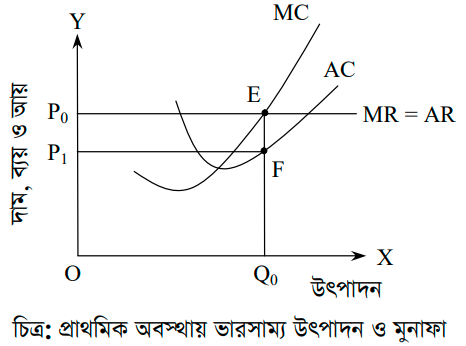 Y
MC
AC
E
P₀
MR = AR
P₁
F
দাম, ব্যয় ও আয়
X
O
Q₀
উৎপাদন
চিত্র: প্রাথমিক অবস্থায় ভারসাম্য উৎপাদন ও মুনাফা